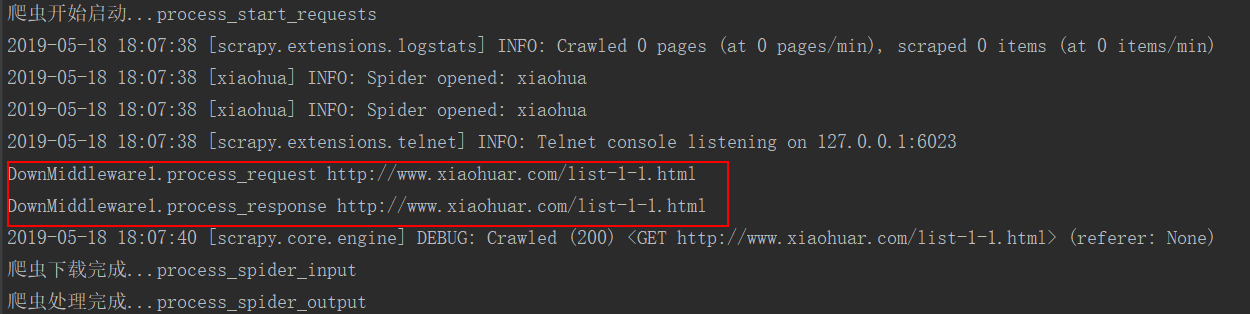 爬虫开始启动...process_start_requests
2019-05-18 18:07:38 [scrapy.extensions.logstats] INFO: Crawled 0 pages (at 0 pages/min), scraped 0 items (at 0 items/min)
2019-05-18 18:07:38 [xiaohua] INFO: Spider opened: xiaohua
2019-05-18 18:07:38 [xiaohua] INFO: Spider opened: xiaohua
2019-05-18 18:07:38 [scrapy.extensions.telnet] INFO: Telnet console listening on 127.0.0.1:6023
DownMiddleware1.process_request http://www.xiaohuar.com/list-1-1.html
DownMiddleware1.process_response http://www.xiaohuar.com/list-1-1.html
2019-05-18 18:07:40 [scrapy.core.engine] DEBUG: Crawled (200) <GET http://www.xiaohuar.com/list-1-1.html> (referer: None)
爬虫下载完成...process_spider_input
爬虫处理完成...process_spider_output